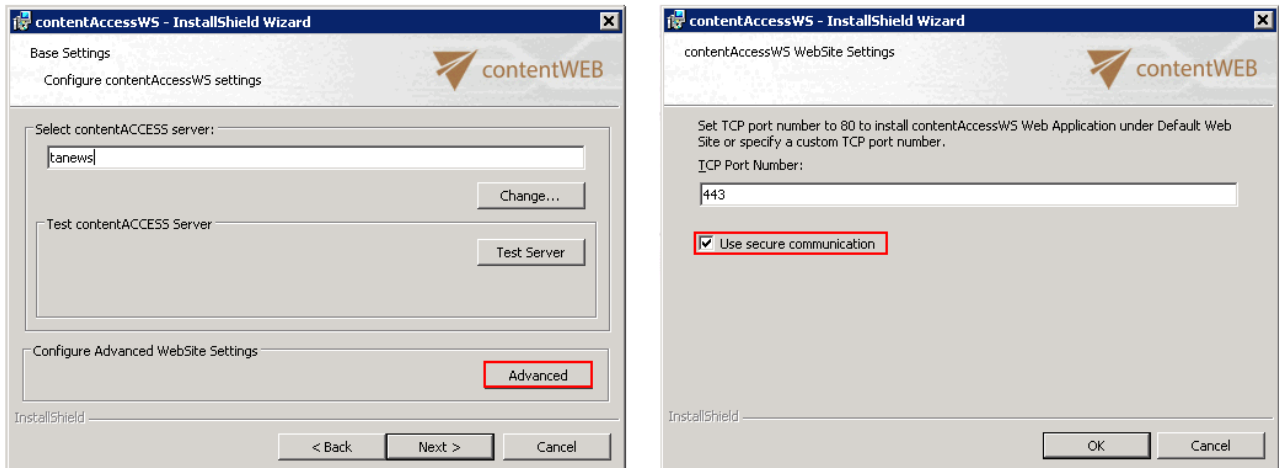 contentAccessWS - InstallShield Wizard
Base Settings
Configure contentAccessWS settings
contentWEB
Select contentACCESS server:
tanews
Change...
Test contentACCESS Server
Test Server
Configure Advanced WebSite Settings
Advanced
InstallShield
< Back
Next >
Cancel
contentAccessWS - InstallShield Wizard
contentAccessWS WebSite Settings
contentWEB
Set TCP port number to 80 to install contentAccessWS Web Application under Default Web
Site or specify a custom TCP port number.
TCP Port Number:
443
Use secure communication
InstallShield
OK
Cancel